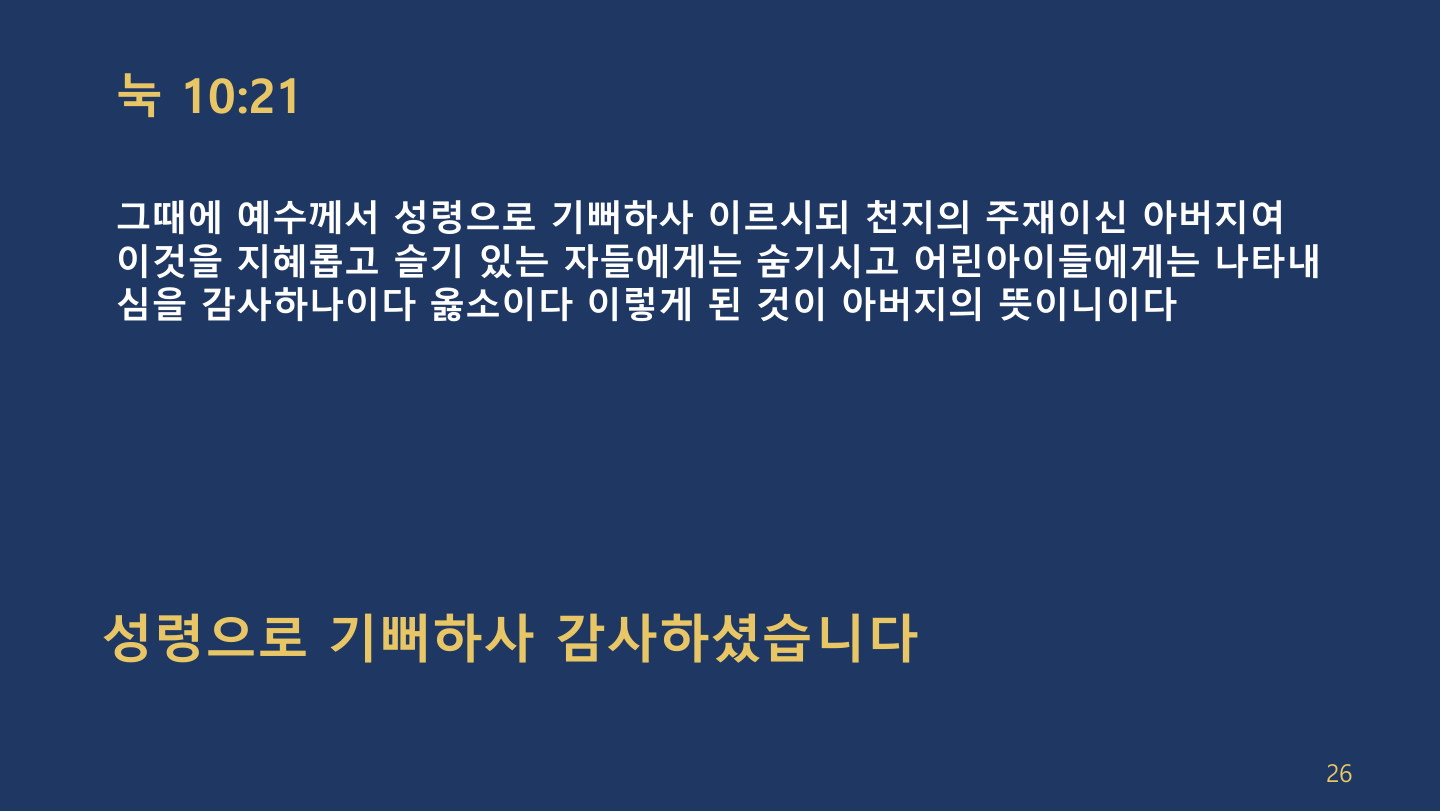 눅 10:21
그때에 예수께서 성령으로 기뻐하사 이르시되 천지의 주재이신 아버지여
이것을 지혜롭고 슬기 있는 자들에게는 숨기시고 어린아이들에게는 나타내
심을 감사하나이다 옳소이다 이렇게 된 것이 아버지의 뜻이니이다
성령으로 기뻐하사 감사하셨습니다
26